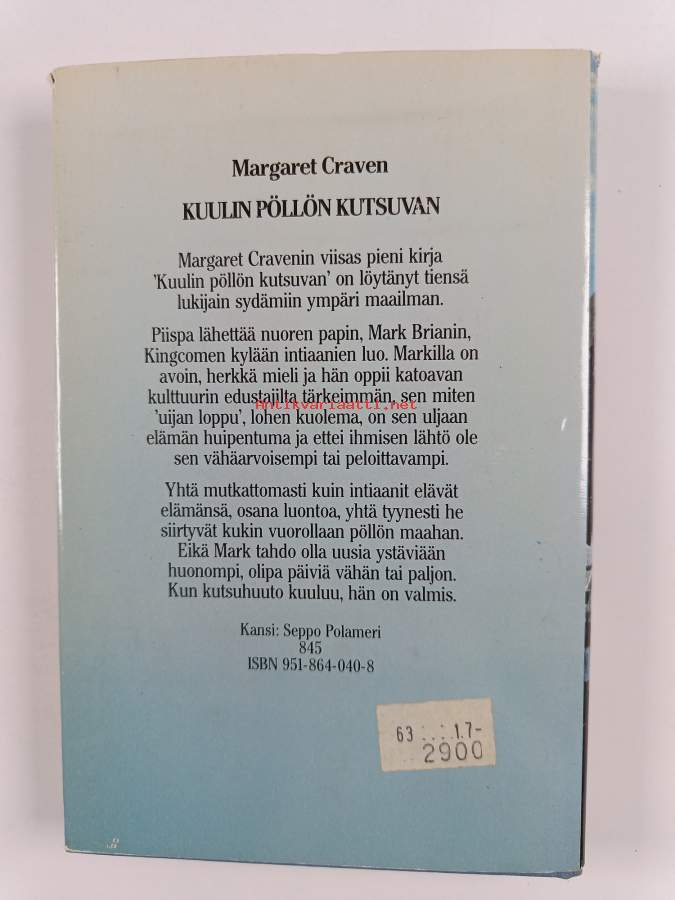 Margaret Craven
KUULIN PÖLLÖN KUTSUVAN
Margaret Cravenin viisas pieni kirja
'Kuulin pöllön kutsuvan' on löytänyt tiensä
lukijain sydämiin ympäri maailman.
Piispa lähettää nuoren papin, Mark Brianin,
Kingcomen kylään intiaanien luo. Markilla on
avoin, herkkä mieli ja hän oppii katoavan
kulttuurin edustajilta tärkeimmän, sen miten
Antikvariaatti.net
'uijan loppu', lohen kuolema, on sen uljaan
elämän huipentuma ja ettei ihmisen lähtö ole
sen vähäarvoisempi tai peloittavampi.
Yhtä mutkattomasti kuin intiaanit elävät
elämänsä, osana luontoa, yhtä tyynesti he
siirtyvät kukin vuorollaan pöllön maahan.
Eikä Mark tahdo olla uusia ystäviään
huonompi, olipa päiviä vähän tai paljon.
Kun kutsuhuuto kuuluu, hän on valmis.
Kansi: Seppo Polameri
845
ISBN 951-864-040-8
63 1.7-
2900